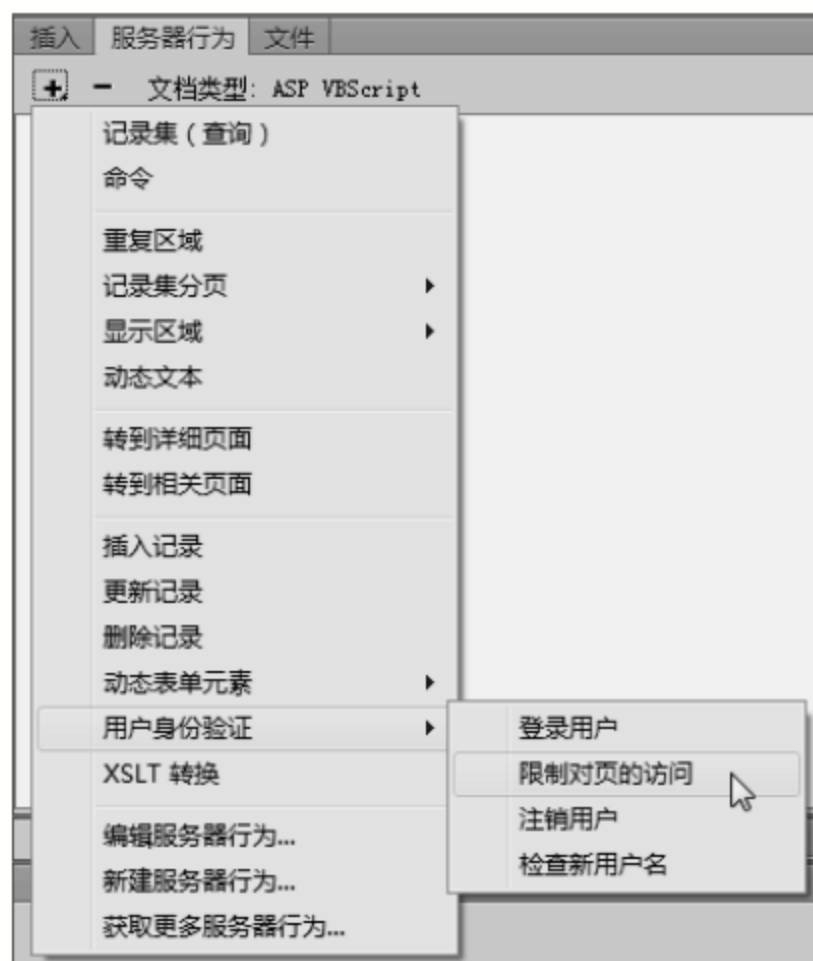 插入 服务器行为 文件
+ - 文档类型: ASP VBScript
记录集(查询)
命令
重复区域
记录集分页
显示区域
动态文本
转到详细页面
转到相关页面
插入记录
更新记录
删除记录
动态表单元素
用户身份验证
登录用户
限制对页的访问
注销用户
检查新用户名
XSLT 转换
编辑服务器行为...
新建服务器行为...
获取更多服务器行为...